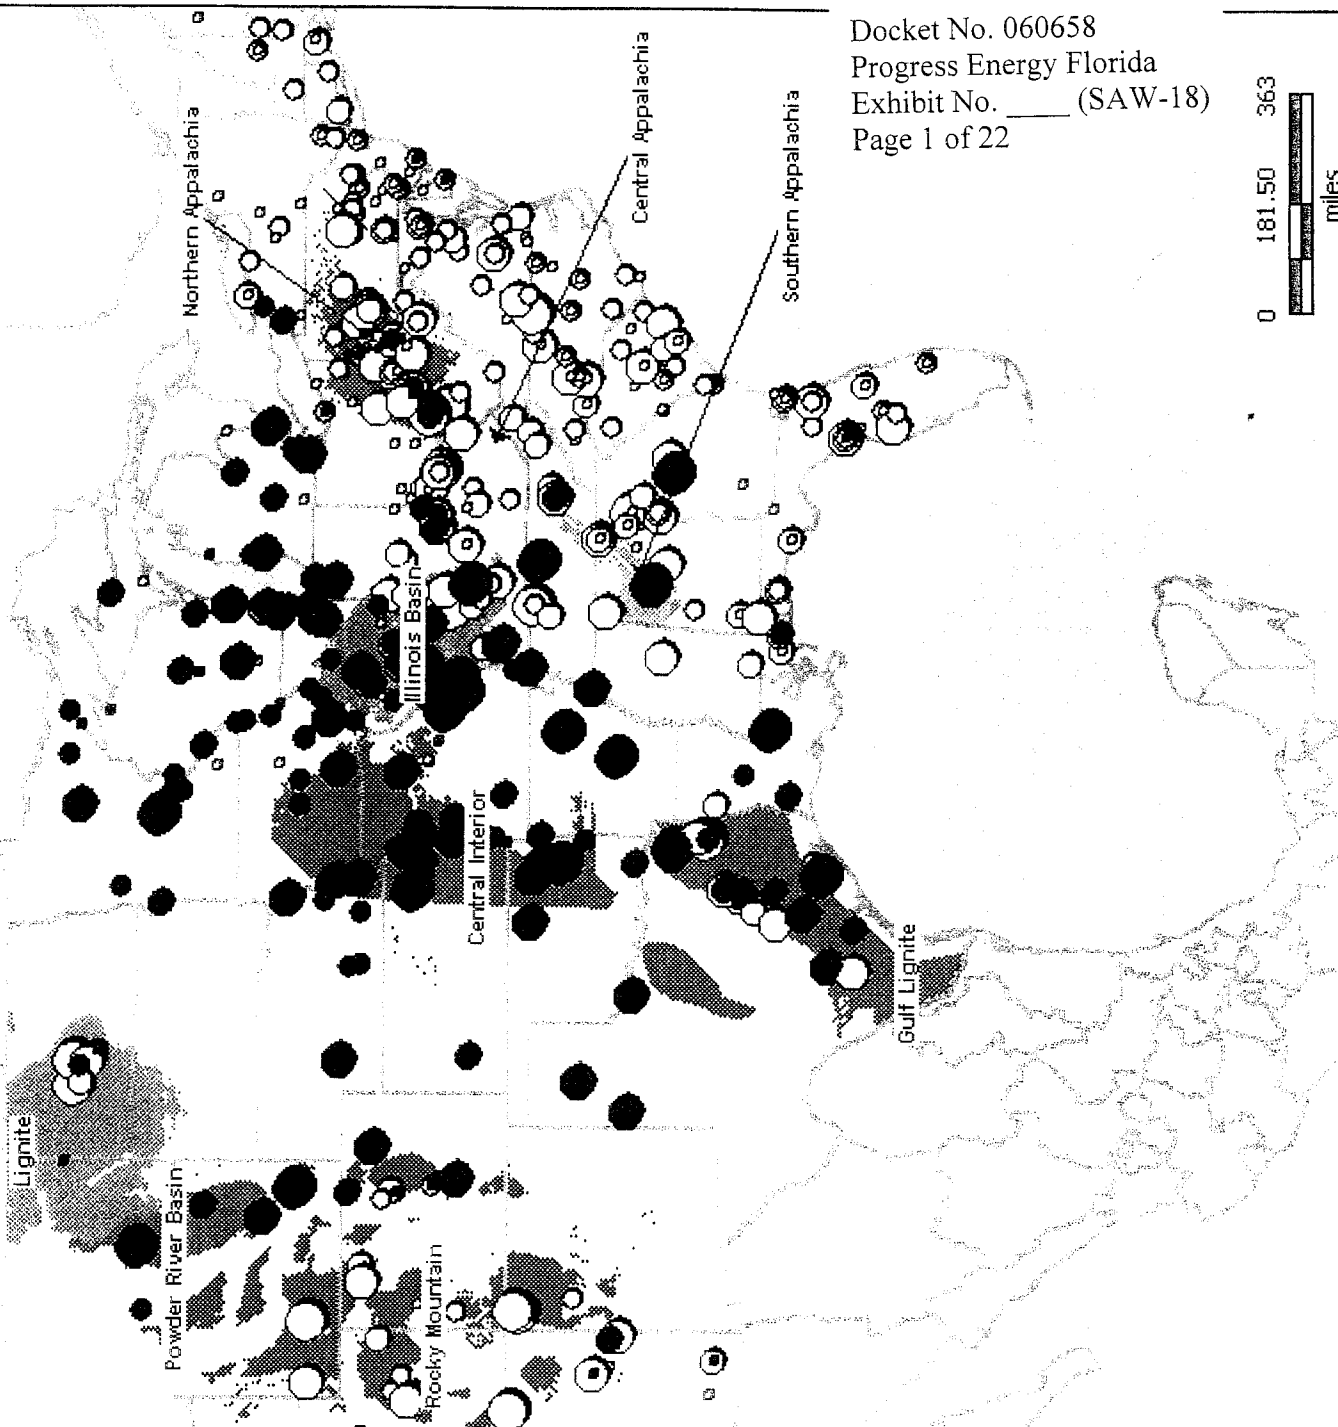 Docket No. 060658
Progress Energy Florida
Exhibit No. ____ (SAW-18)
Page 1 of 22
0 181.50 363
miles
Northern Appalachia
Central Appalachia
Southern Appalachia
Illinois Basin
Central Interior
Gulf Lignite
Lignite
Powder River Basin
Rocky Mountain